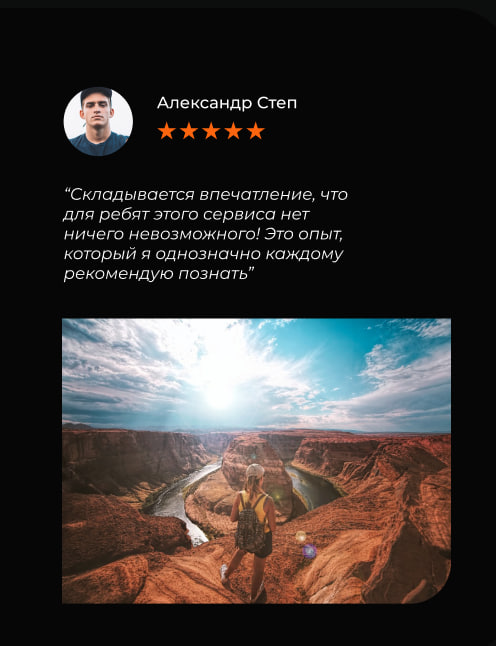 Александр Степ
“Складывается впечатление, что
для ребят этого сервиса нет
ничего невозможного! Это опыт,
который я однозначно каждому
рекомендую познать”